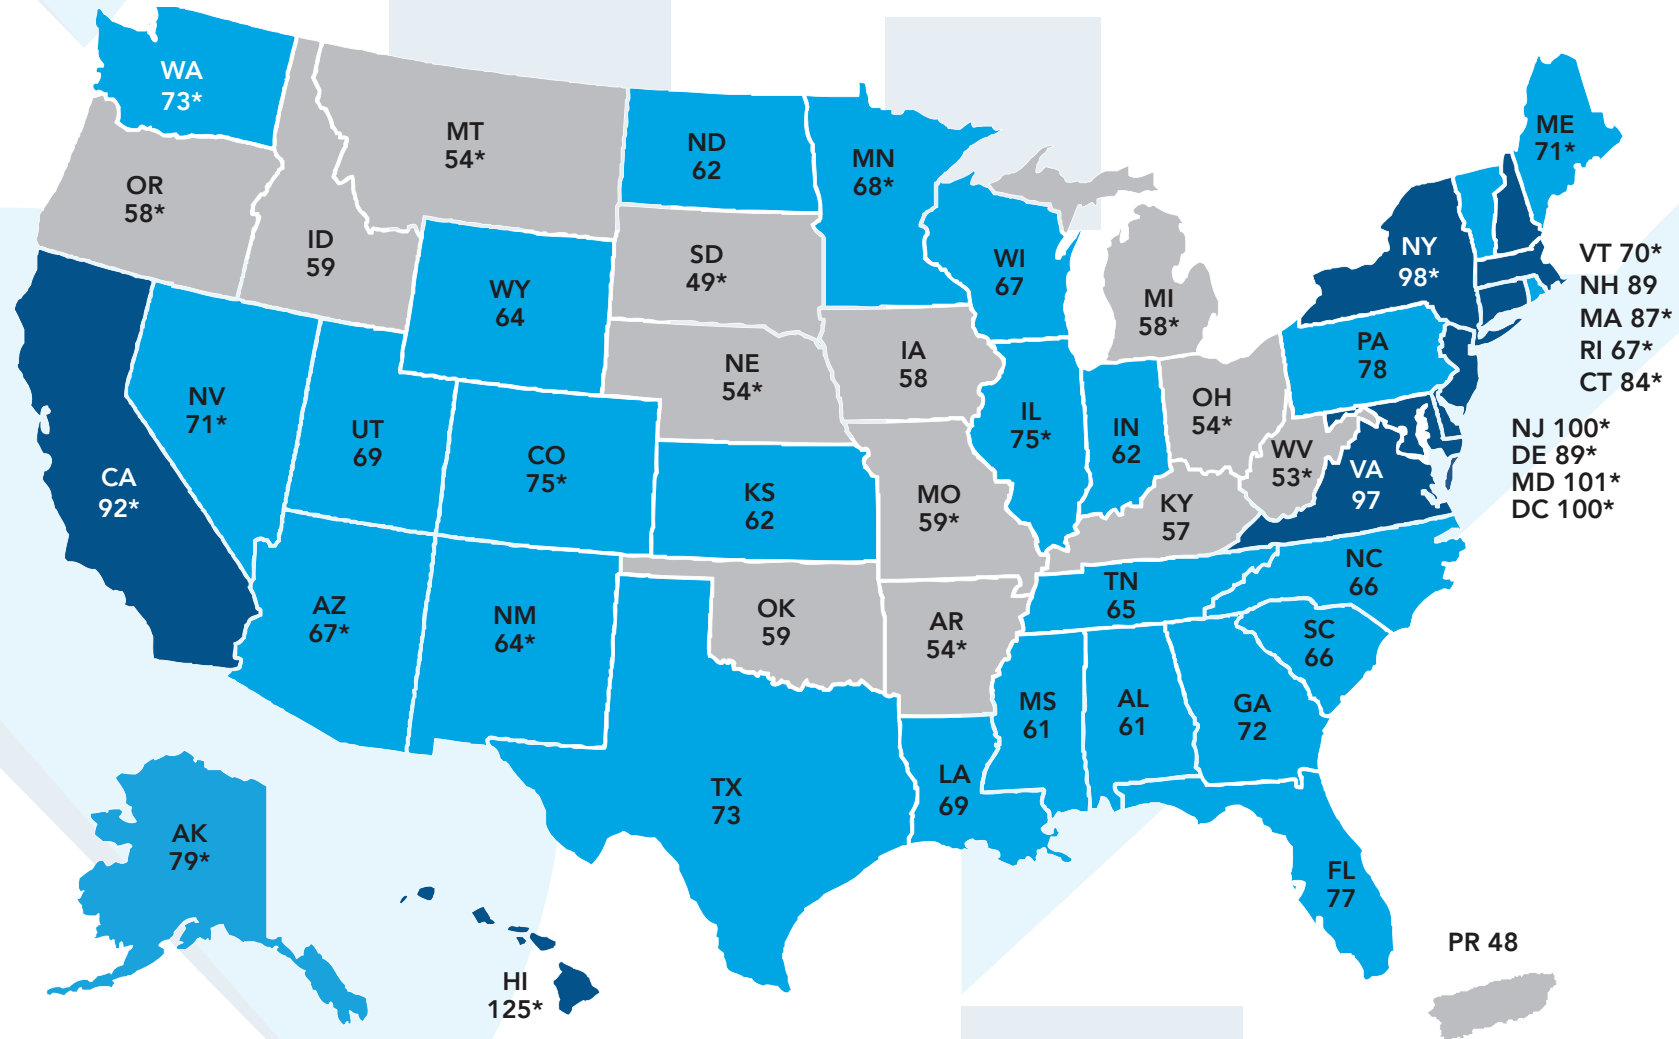 WA
73*
MT
54*
ND
62
MN
68*
ME
71*
OR
58*
ID
59
SD
49*
WI
67
NY
98*
VT 70*
NH 89
MA 87*
RI 67*
CT 84*
WY
64
MI
58*
PA
78
NE
54*
IA
58
NV
71*
UT
69
CO
75*
IL
75*
IN
62
OH
54*
NJ 100*
DE 89*
MD 101*
DC 100*
CA
92*
KS
62
MO
59*
WV
53*
VA
97
KY
57
NC
66
AZ
67*
NM
64*
OK
59
AR
54*
TN
65
SC
66
MS
61
AL
61
GA
72
TX
73
LA
69
AK
79*
FL
77
HI
125*
PR 48